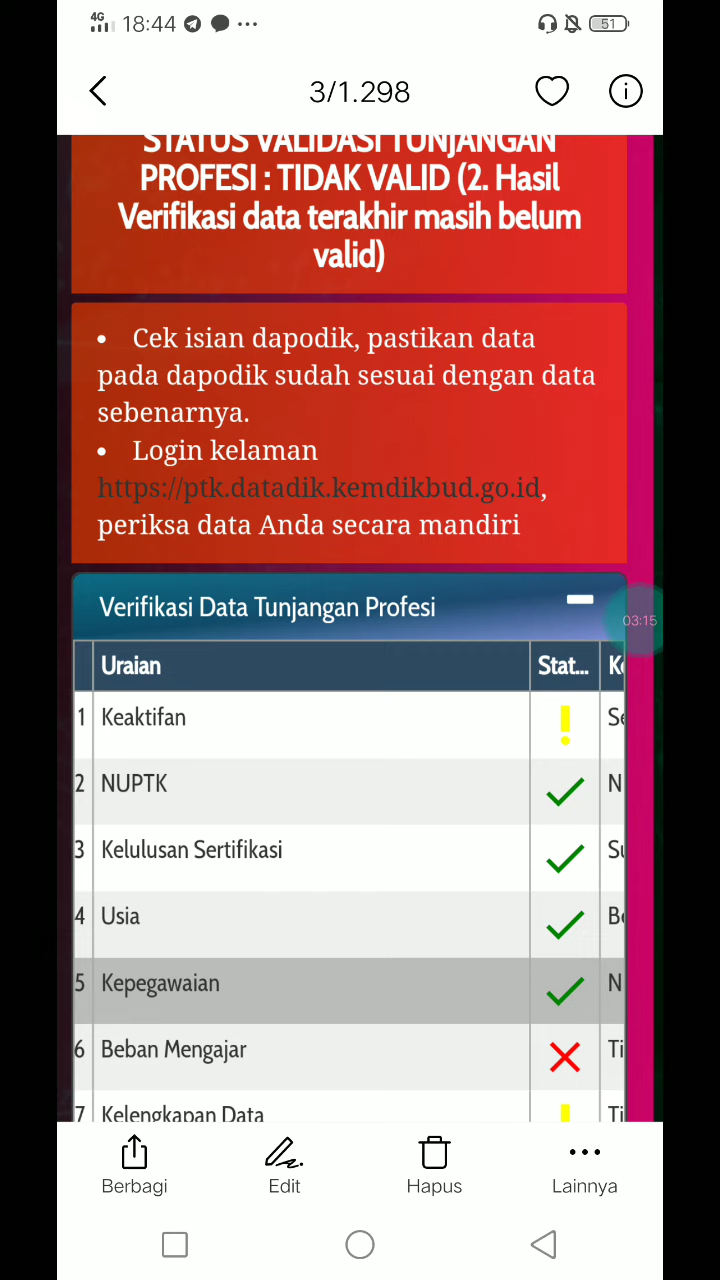 4G 18:44 51
3/1.298
STATUS VALIDASI TUNJANGAN
PROFESI : TIDAK VALID (2. Hasil
Verifikasi data terakhir masih belum
valid)
• Cek isian dapodik, pastikan data
pada dapodik sudah sesuai dengan data
sebenarnya.
• Login kelaman
https://ptk.datadik.kemdikbud.go.id,
periksa data Anda secara mandiri
Verifikasi Data Tunjangan Profesi
03:15
Uraian Stat...
1 Keaktifan
2 NUPTK
3 Kelulusan Sertifikasi
4 Usia
5 Kepegawaian
6 Beban Mengajar
7 Kelengkapan Data
Berbagi Edit Hapus Lainnya